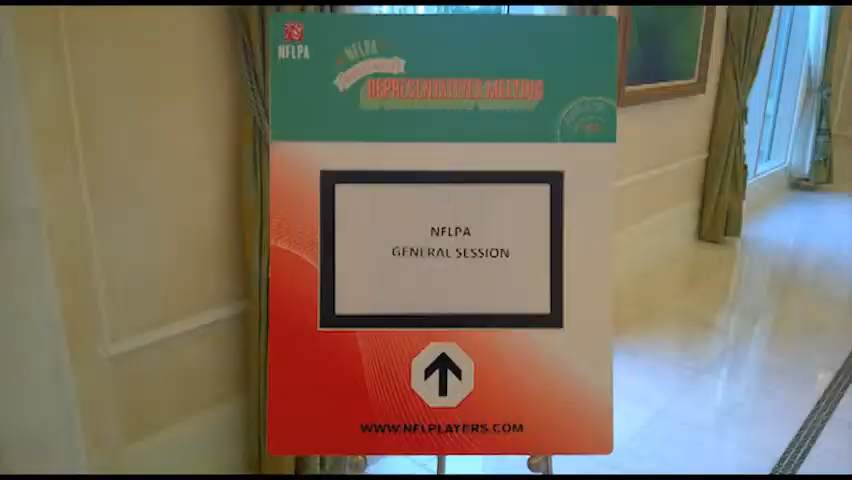 NFLPA
NFLPA
REPRESENTATIVES MEETING
NFLPA
GENERAL SESSION
WWW.NFLPLAYERS.COM